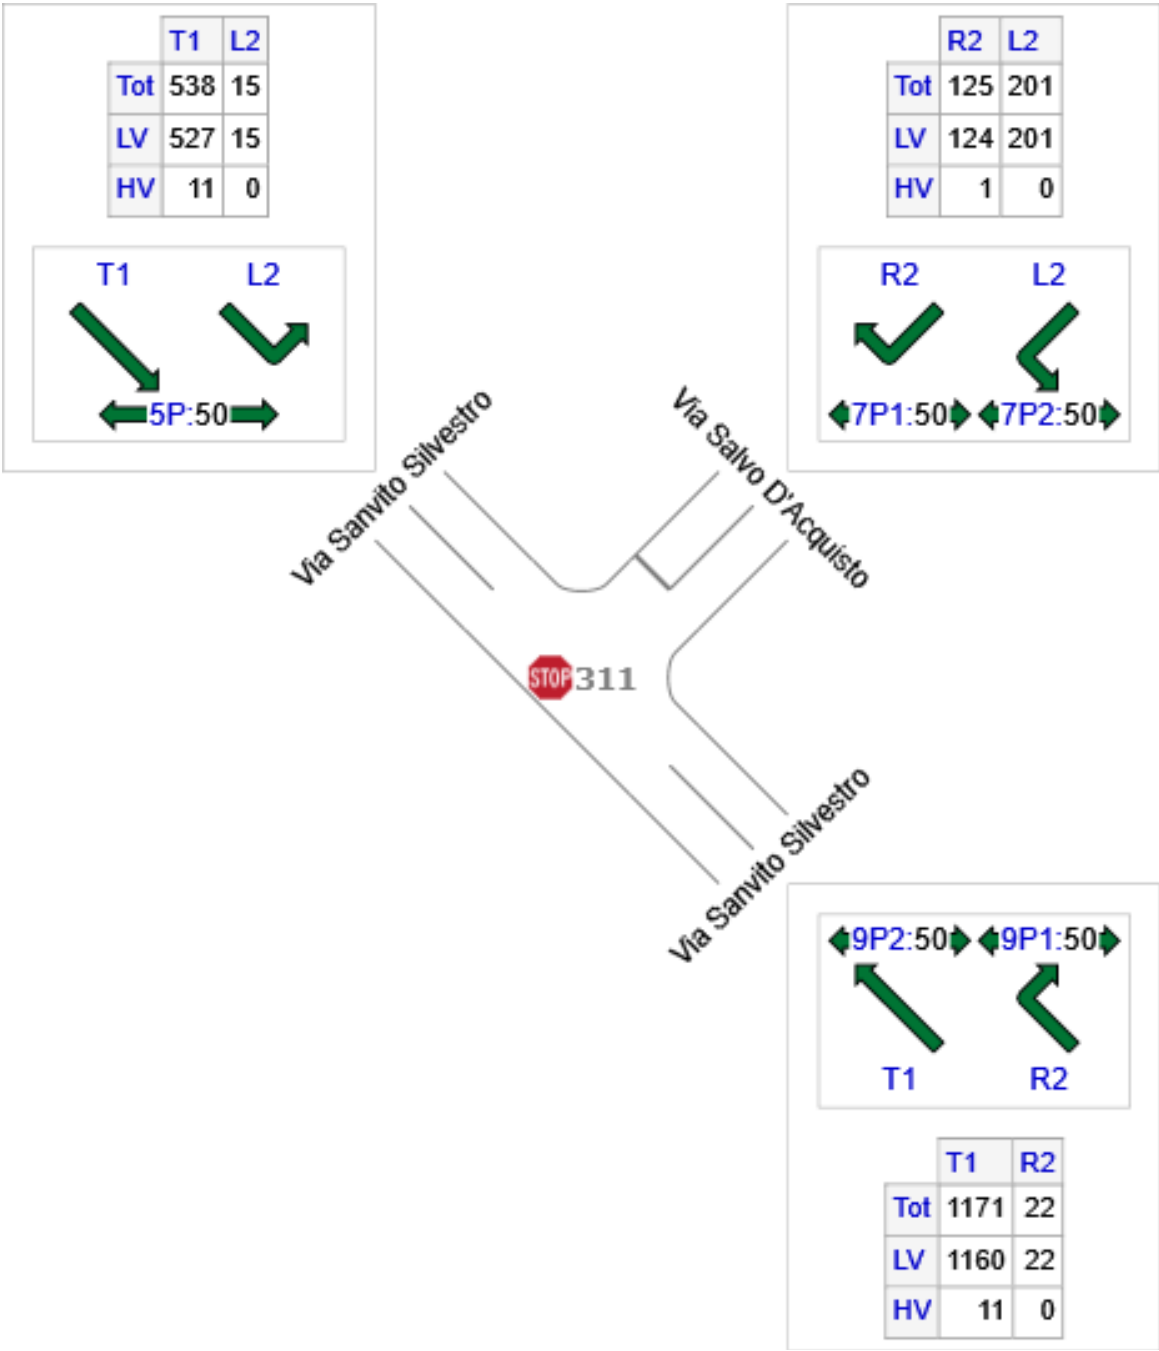 T1 L2
Tot 538 15
LV 527 15
HV 11 0
T1 L2
5P:50
R2 L2
Tot 125 201
LV 124 201
HV 1 0
R2 L2
7P1:50 7P2:50
Via Sanvito Silvestro
Via Salvo D'Acquisto
STOP 311
Via Sanvito Silvestro
9P2:50 9P1:50
T1 R2
T1 R2
Tot 1171 22
LV 1160 22
HV 11 0